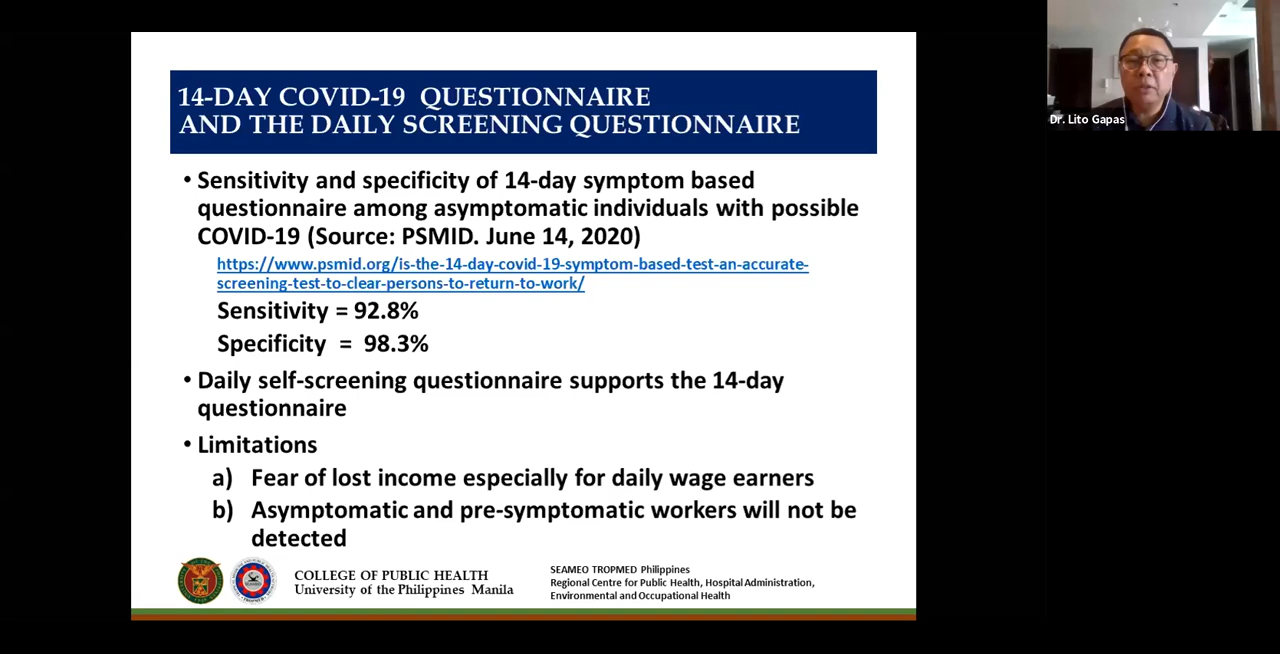 14-DAY COVID-19 QUESTIONNAIRE
AND THE DAILY SCREENING QUESTIONNAIRE
• Sensitivity and specificity of 14-day symptom based
questionnaire among asymptomatic individuals with possible
COVID-19 (Source: PSMID. June 14, 2020)
https://www.psmid.org/is-the-14-day-covid-19-symptom-based-test-an-accurate-
screening-test-to-clear-persons-to-return-to-work/
Sensitivity = 92.8%
Specificity = 98.3%
• Daily self-screening questionnaire supports the 14-day
questionnaire
• Limitations
a) Fear of lost income especially for daily wage earners
b) Asymptomatic and pre-symptomatic workers will not be
detected
COLLEGE OF PUBLIC HEALTH
University of the Philippines Manila
SEAMEO TROPMED Philippines
Regional Centre for Public Health, Hospital Administration,
Environmental and Occupational Health
Dr. Lito Gapas